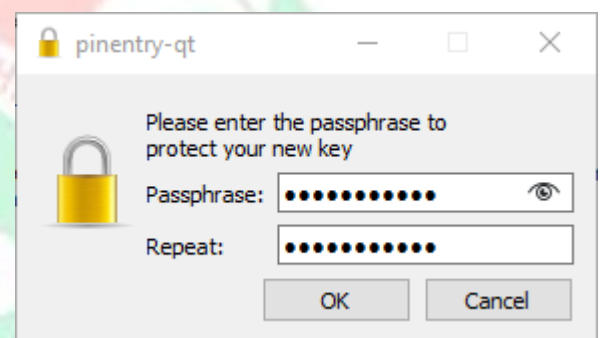 pinentry-qt
Please enter the passphrase to
protect your new key
Passphrase: ●●●●●●●●●●●
Repeat: ●●●●●●●●●●●
OK Cancel